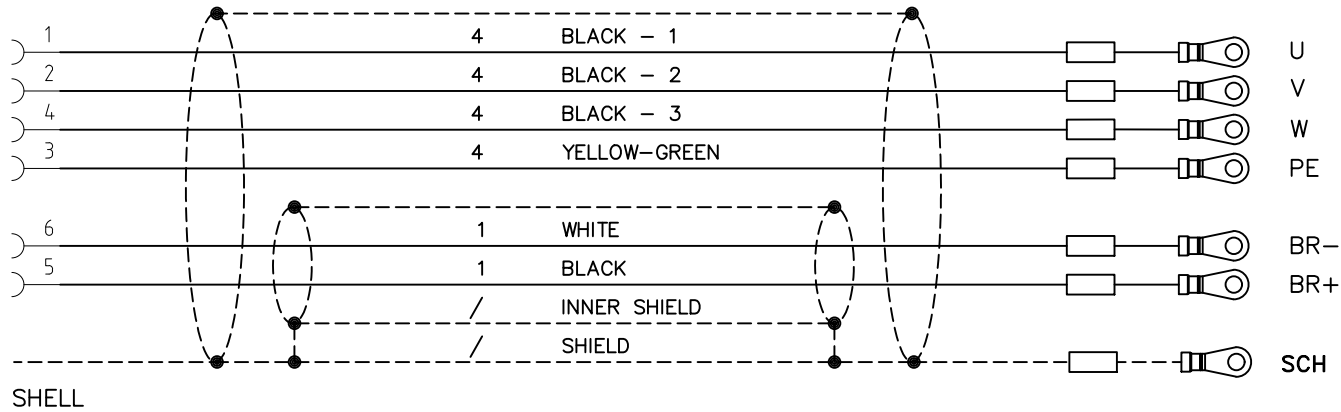 1 4 BLACK - 1 U
2 4 BLACK - 2 V
4 4 BLACK - 3 W
3 4 YELLOW-GREEN PE
6 1 WHITE BR-
5 1 BLACK BR+
/ INNER SHIELD
/ SHIELD SCH
SHELL